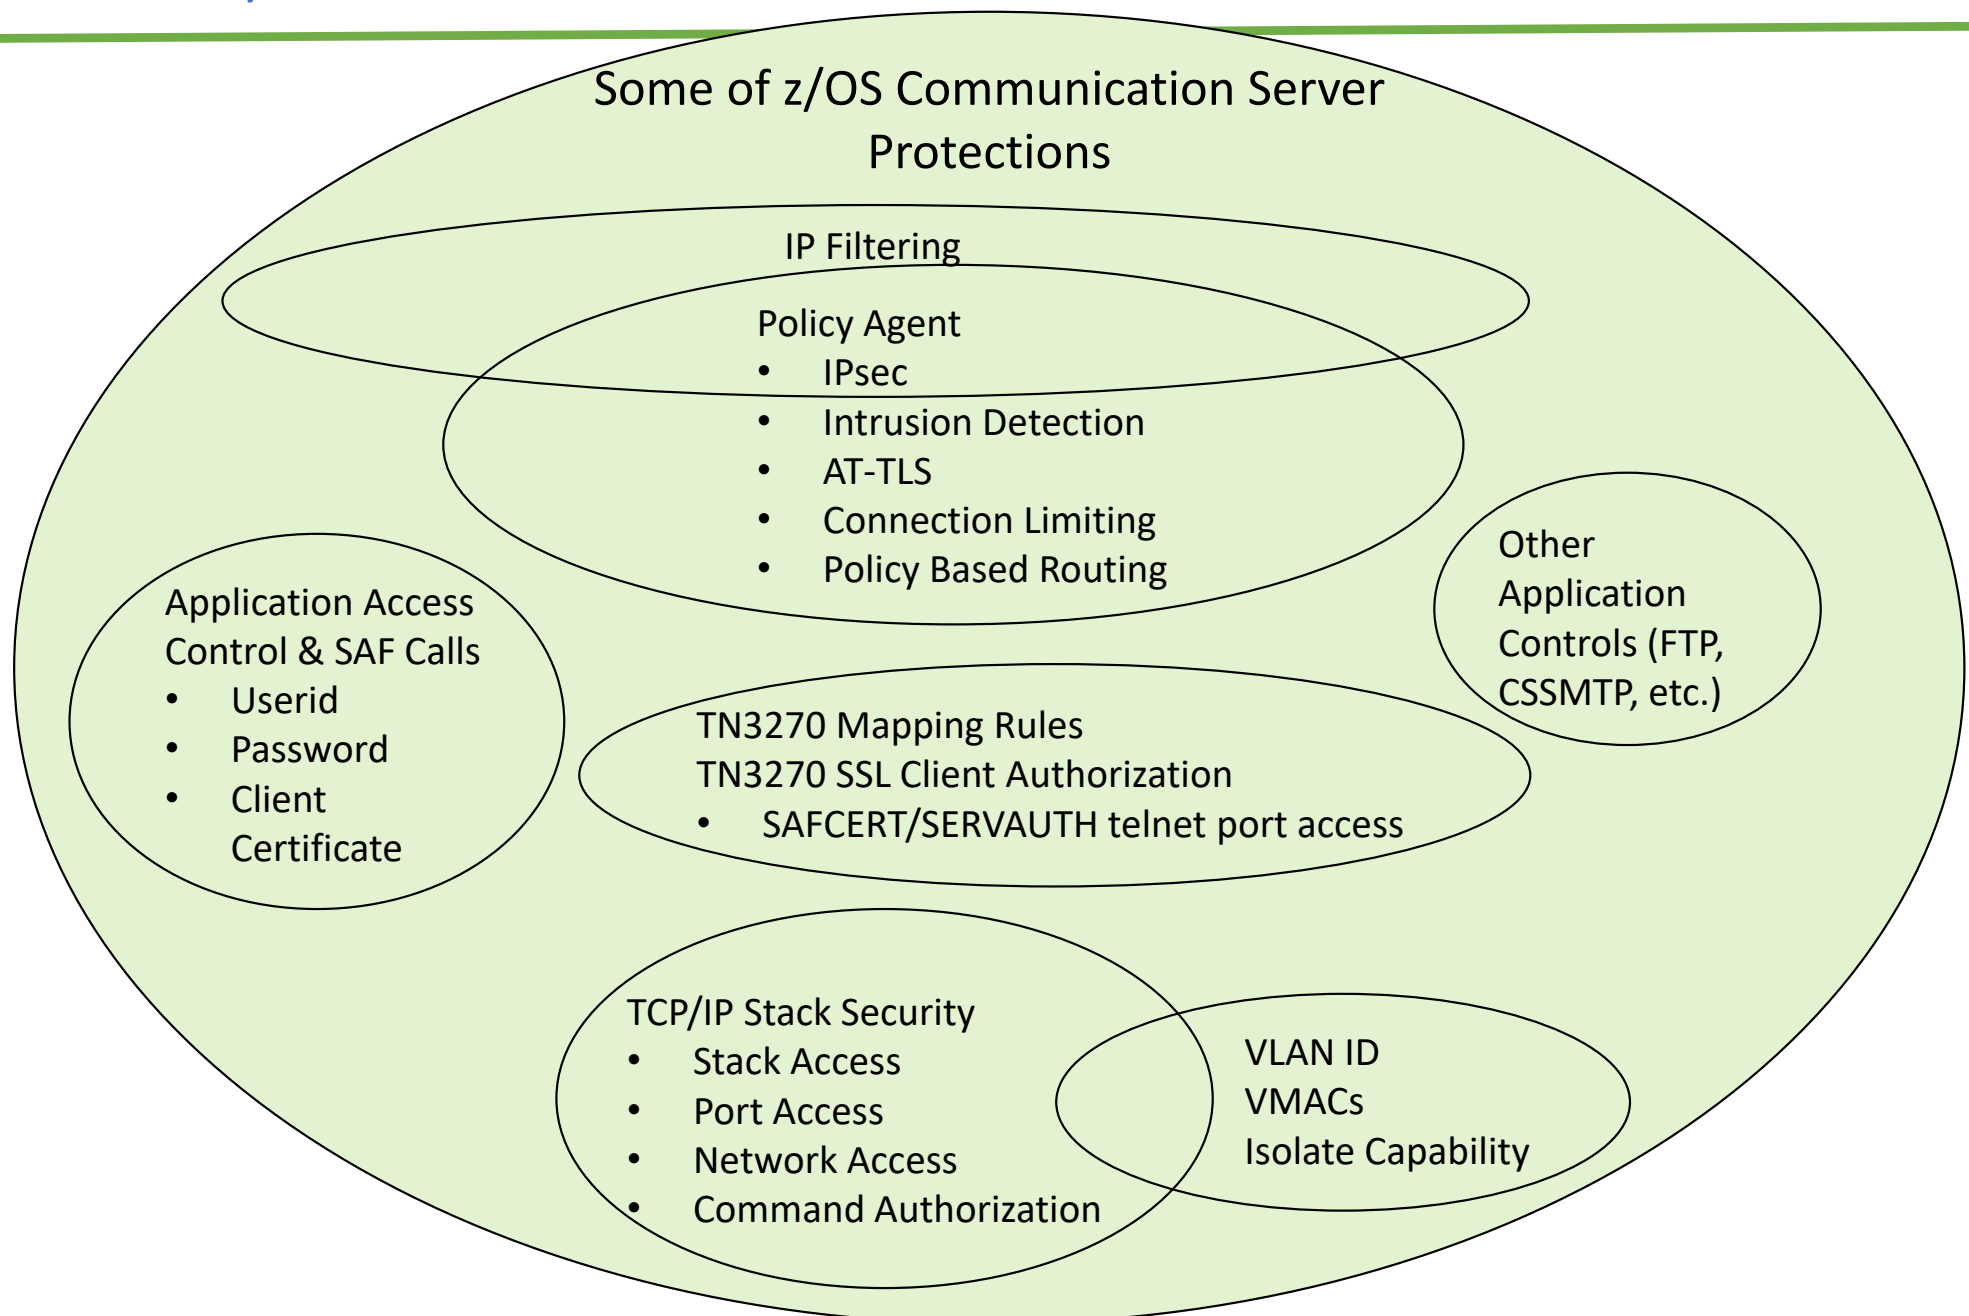 Some of z/OS Communication Server
Protections
IP Filtering
Policy Agent
• IPsec
• Intrusion Detection
• AT-TLS
• Connection Limiting
• Policy Based Routing
Other
Application
Controls (FTP,
CSSMTP, etc.)
Application Access
Control & SAF Calls
• Userid
• Password
• Client
Certificate
TN3270 Mapping Rules
TN3270 SSL Client Authorization
• SAFCERT/SERVAUTH telnet port access
TCP/IP Stack Security
• Stack Access
• Port Access
• Network Access
• Command Authorization
VLAN ID
VMACs
Isolate Capability